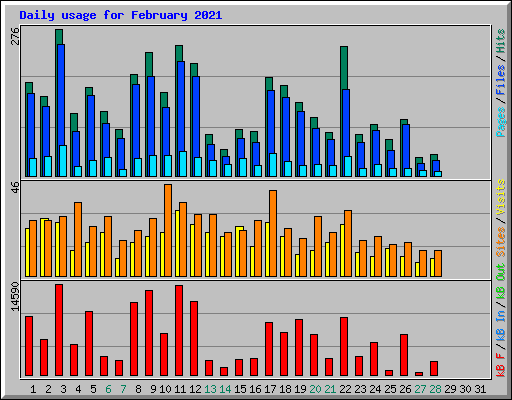 Daily usage for February 2021
276
Pages / Files / Hits
46
Sites / Visits
14590
kB F / kB In / kB Out
1 2 3 4 5 6 7 8 9 10 11 12 13 14 15 16 17 18 19 20 21 22 23 24 25 26 27 28 29 30 31